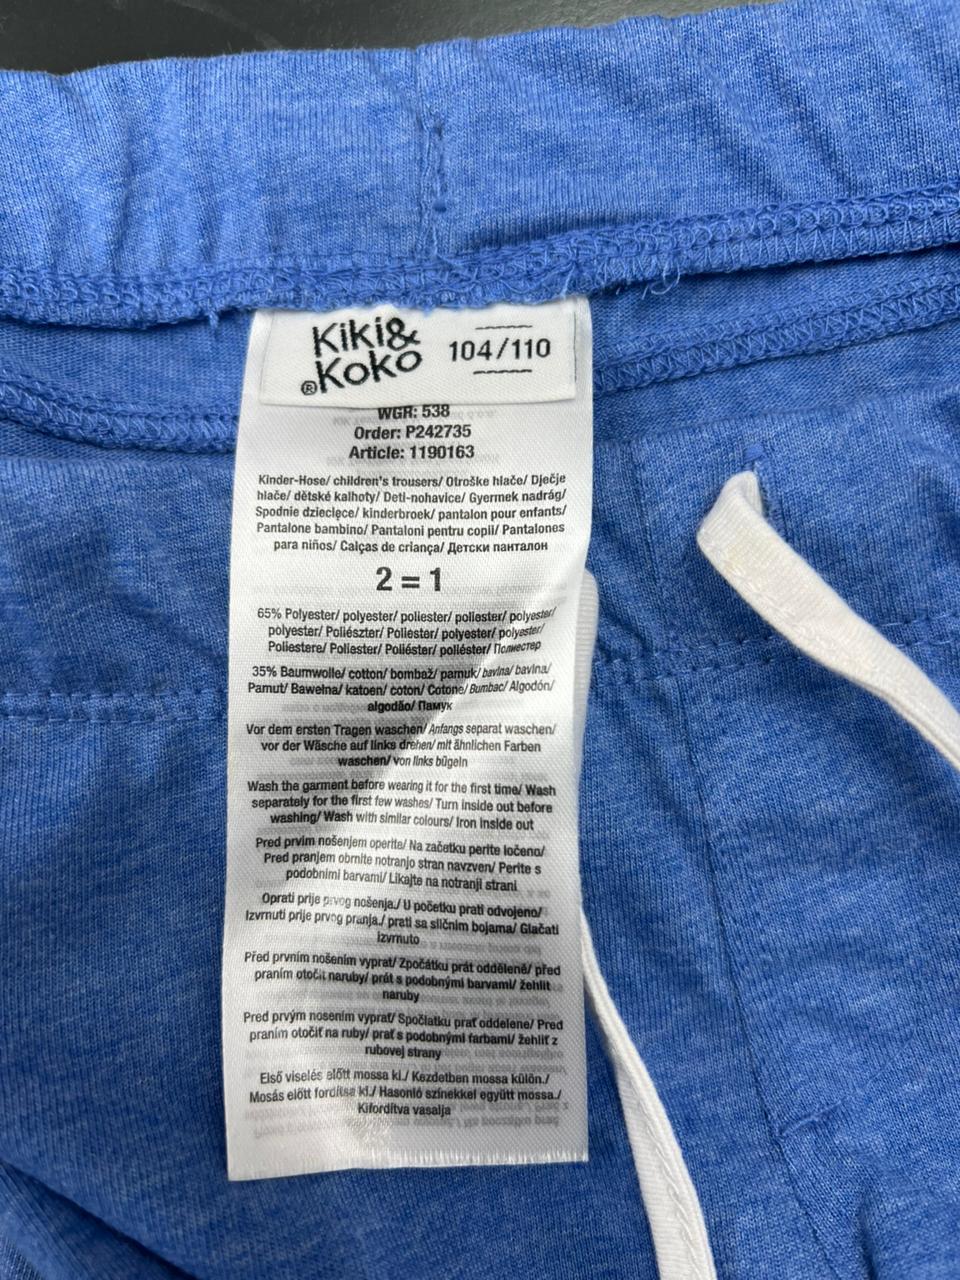 Kiki&
Koko
®
104/110
WGR: 538
Order: P242735
Article: 1190163
Kinder-Hose/ children's trousers/ Otroške hlače/ Dječje
hlače/ dětské kalhoty/ Deti-nohavice/ Gyermek nadrág/
Spodnie dziecięce/ kinderbroek/ pantalon pour enfants/
Pantalone bambino/ Pantaloni pentru copii/ Pantalones
para niños/ Calças de criança/ Детски панталон
2 = 1
65% Polyester/ polyester/ poliester/ poliester/ polyester/
polyester/ Poliészter/ Poliester/ polyester/ polyester/
Poliestere/ Poliester/ Poliéster/ poliéster/ Полиестер
35% Baumwolle/ cotton/ bombaž/ pamuk/ bavlna/ bavlna/
Pamut/ Bawełna/ katoen/ coton/ Cotone/ Bumbac/ Algodón/
algodão/ Памук
Vor dem ersten Tragen waschen/ Anfangs separat waschen/
vor der Wäsche auf links drehen/ mit ähnlichen Farben
waschen/ von links bügeln
Wash the garment before wearing it for the first time/ Wash
separately for the first few washes/ Turn inside out before
washing/ Wash with similar colours/ Iron inside out
Pred prvim nošenjem operite/ Na začetku perite ločeno/
Pred pranjem obrnite notranjo stran navzven/ Perite s
podobnimi barvami/ Likajte na notranji strani
Oprati prije prvog nošenja./ U početku prati odvojeno/
Izvrnuti prije prvog pranja./ prati sa sličnim bojama/ Glačati
izvrnuto
Před prvním nošením vyprat/ Zpočátku prát odděleně/ před
praním otočit naruby/ prát s podobnými barvami/ žehlit
naruby
Pred prvým nosením vyprať/ Spočiatku prať oddelene/ Pred
praním otočiť na ruby/ prať s podobnými farbami/ žehliť z
rubovej strany
Első viselés előtt mossa ki./ Kezdetben mossa külön./
Mosás előtt fordítsa ki./ Hasonló színekkel együtt mossa./
Kifordítva vasalja